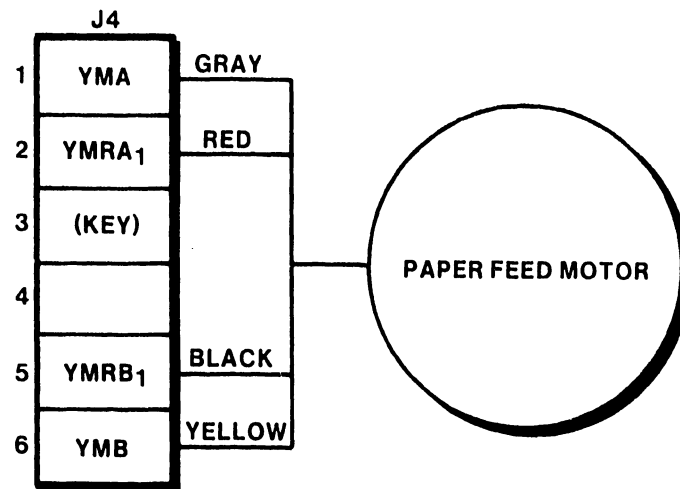 J4
1 YMA GRAY
2 YMRA1 RED
3 (KEY)
PAPER FEED MOTOR
4
5 YMRB1 BLACK
6 YMB YELLOW